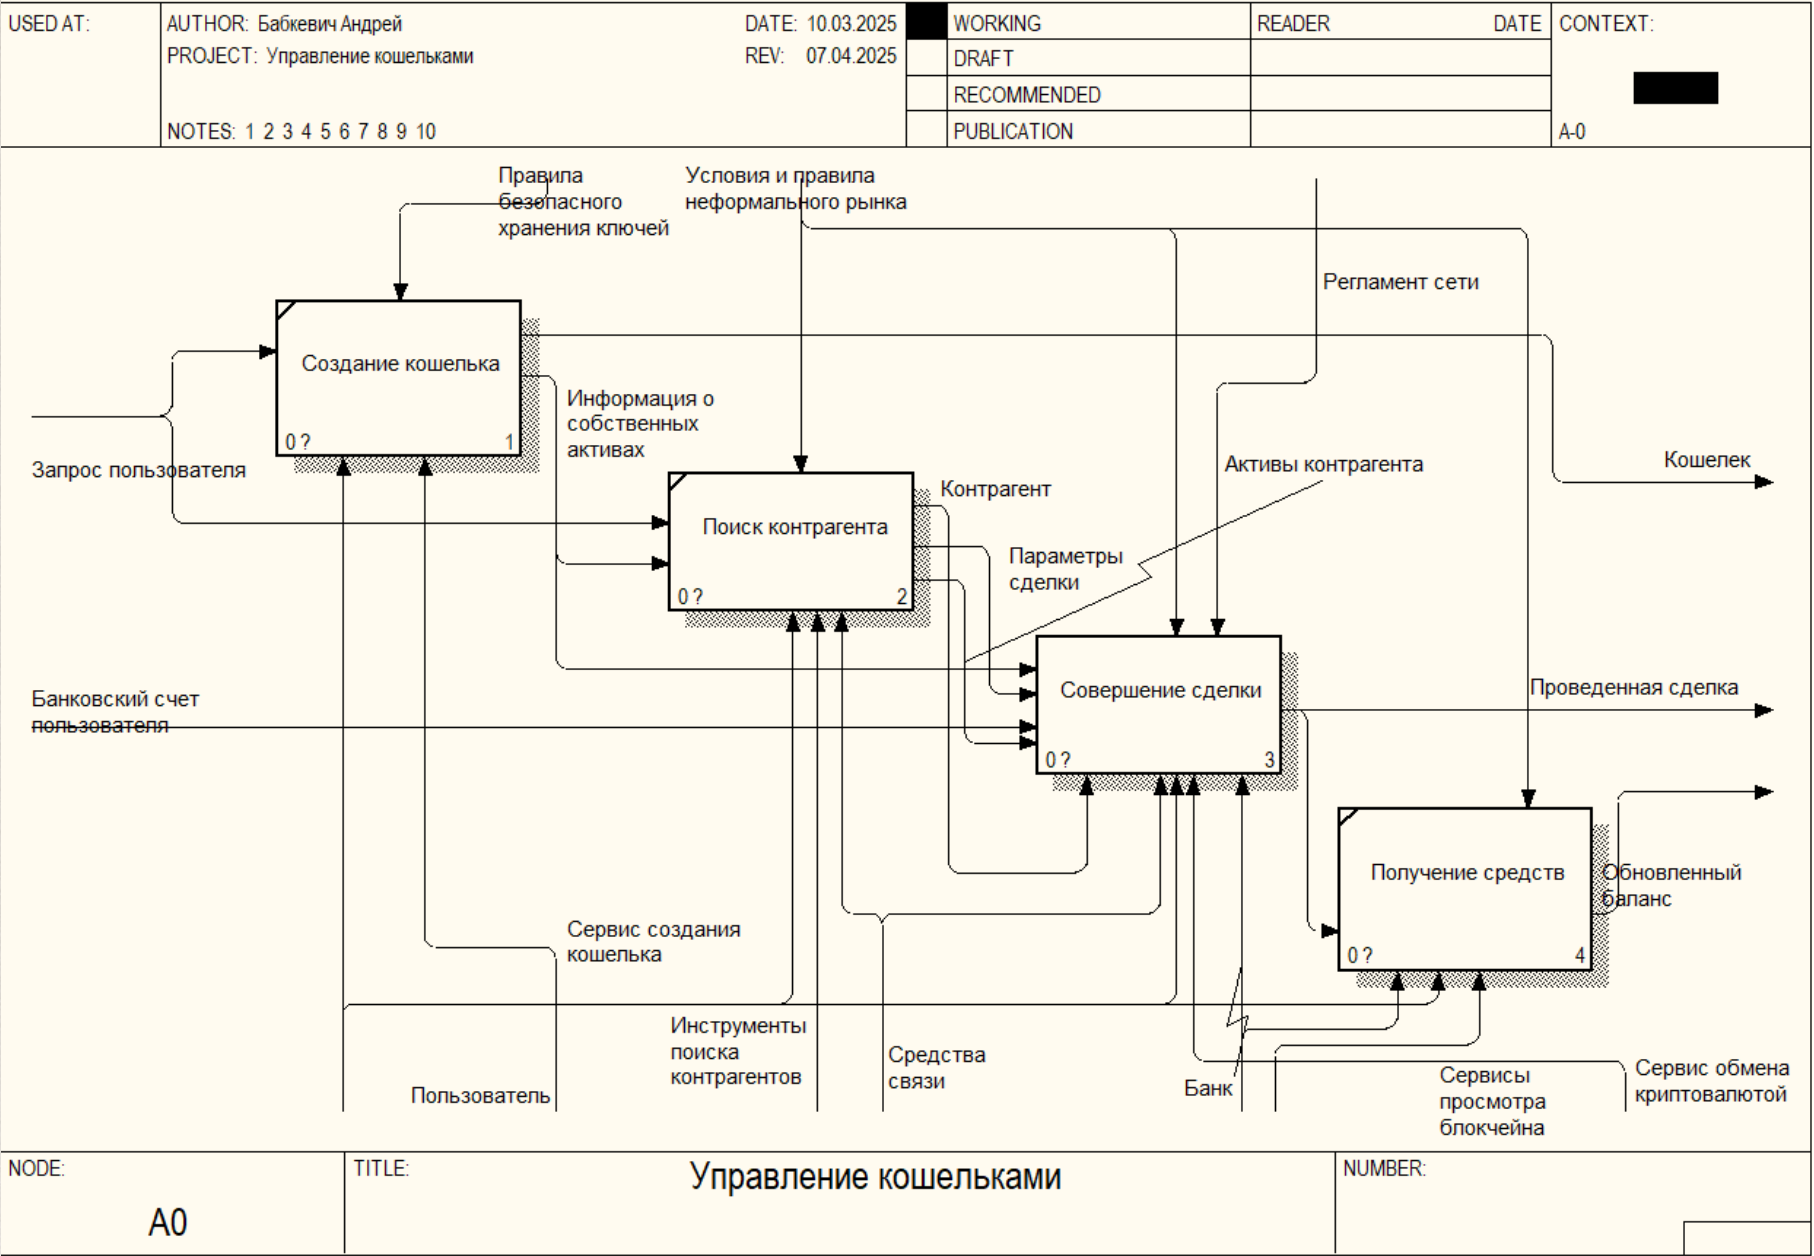 USED AT:
AUTHOR: Бабкевич Андрей
DATE: 10.03.2025
PROJECT: Управление кошельками
REV: 07.04.2025
NOTES: 1 2 3 4 5 6 7 8 9 10
WORKING
DRAFT
RECOMMENDED
PUBLICATION
READER
DATE
CONTEXT:
A-0
Правила
безопасного
хранения ключей
Условия и правила
неформального рынка
Регламент сети
Создание кошелька
0 ?
1
Информация о
собственных
активах
Запрос пользователя
Активы контрагента
Кошелек
Контрагент
Поиск контрагента
0 ?
2
Параметры
сделки
Банковский счет
пользователя
Совершение сделки
0 ?
3
Проведенная сделка
Получение средств
0 ?
4
Обновленный
баланс
Сервис создания
кошелька
Инструменты
поиска
контрагентов
Средства
связи
Пользователь
Банк
Сервисы
просмотра
блокчейна
Сервис обмена
криптовалютой
NODE:
A0
TITLE:
Управление кошельками
NUMBER: